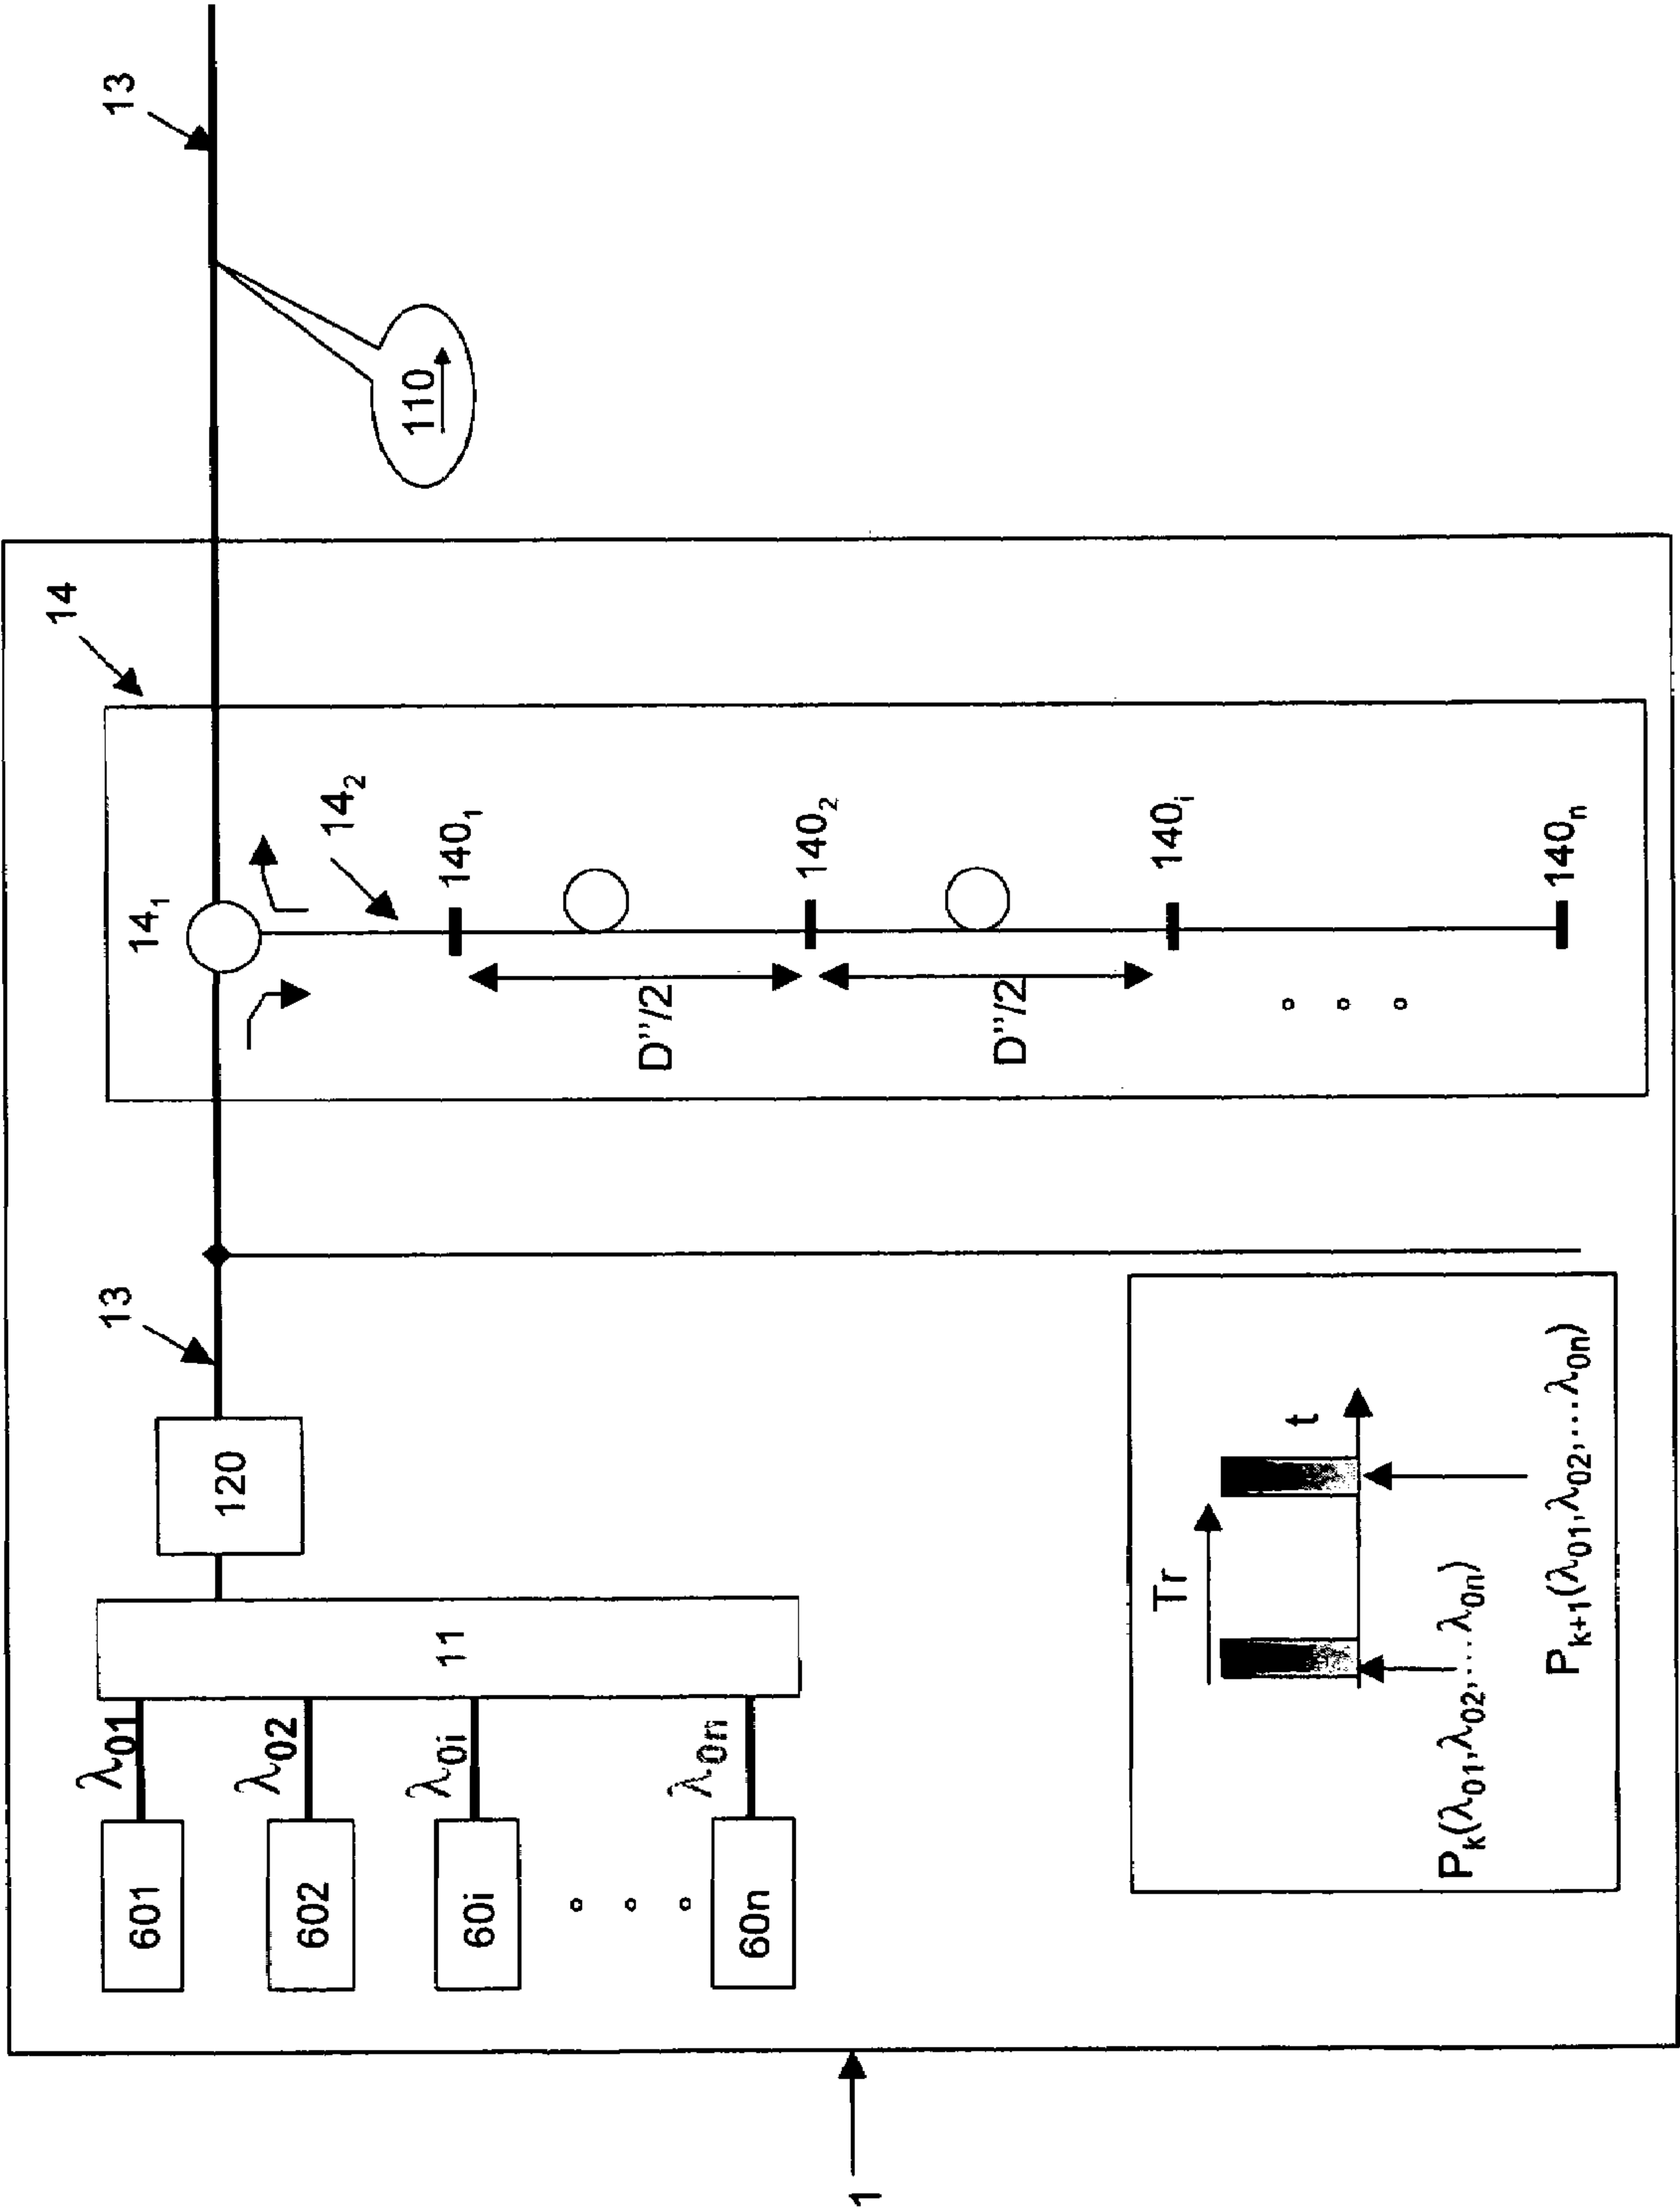 1
601
602
60i
60n
λ01
λ02
λ0i
λ0n
11
120
13
14
14₁
14₂
140₁
140₂
140ᵢ
140ₙ
D''/2
D''/2
13
110
Tr
t
Pₖ(λ₀₁,λ₀₂,...λ₀ₙ)
Pₖ₊₁(λ₀₁,λ₀₂,...λ₀ₙ)